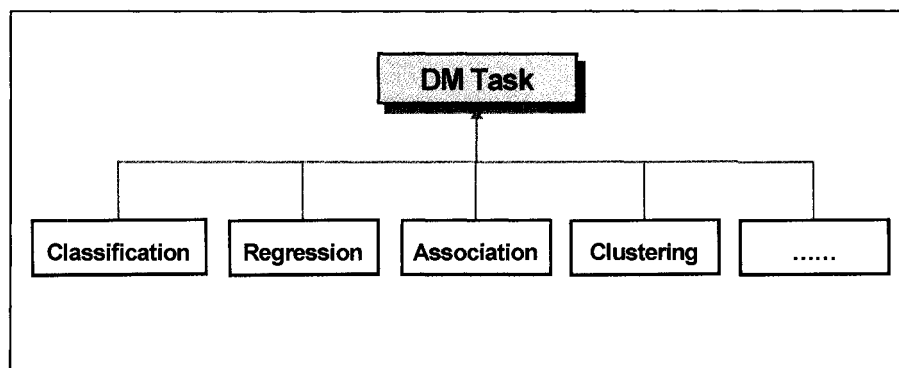 DM Task
Classification
Regression
Association
Clustering
......